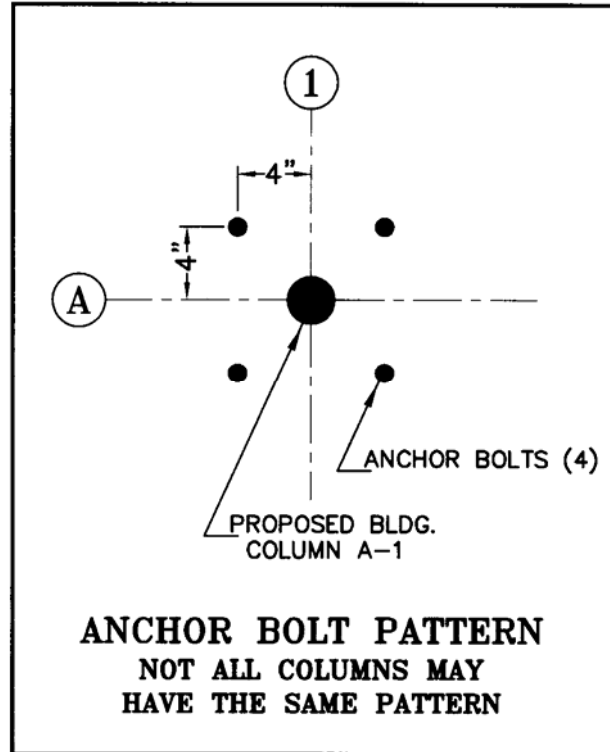 1
4"
4"
A
ANCHOR BOLTS (4)
PROPOSED BLDG.
COLUMN A-1
ANCHOR BOLT PATTERN
NOT ALL COLUMNS MAY
HAVE THE SAME PATTERN